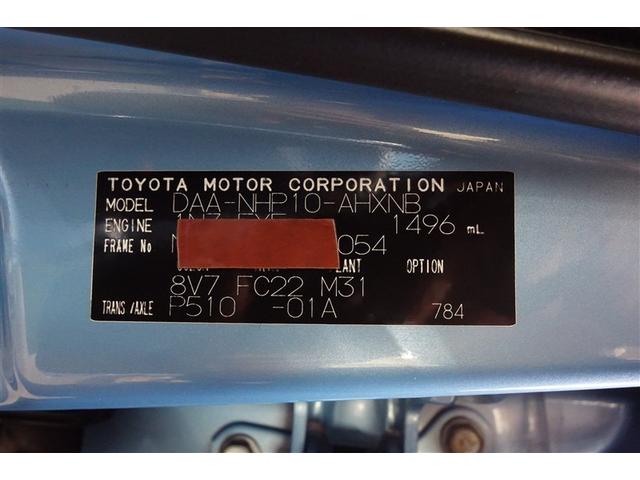 TOYOTA MOTOR CORPORATION JAPAN
MODEL DAA-NHP10-AHXNB
ENGINE 1496 mL
FRAME No 054
OPTION
8V7 FC22 M31
TRANS/AXLE P510 -01A 784